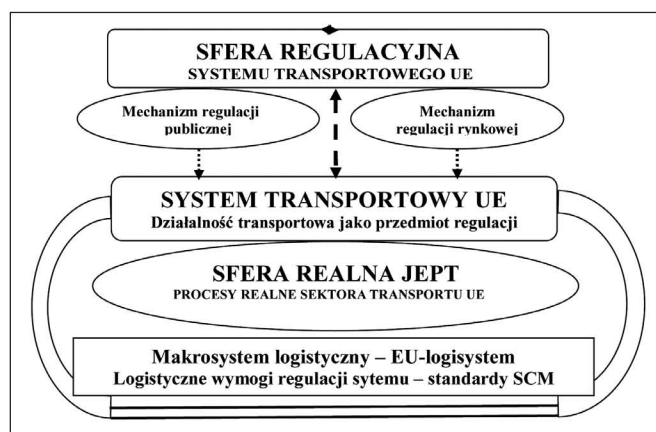 SFERA REGULACYJNA
SYSTEMU TRANSPORTOWEGO UE
Mechanizm regulacji
publicznej
Mechanizm
regulacji rynkowej
SYSTEM TRANSPORTOWY UE
Działalność transportowa jako przedmiot regulacji
SFERA REALNA JEPT
PROCESY REALNE SEKTORA TRANSPORTU UE
Makrosystem logistyczny – EU-logisystem
Logistyczne wymogi regulacji sytemu – standardy SCM